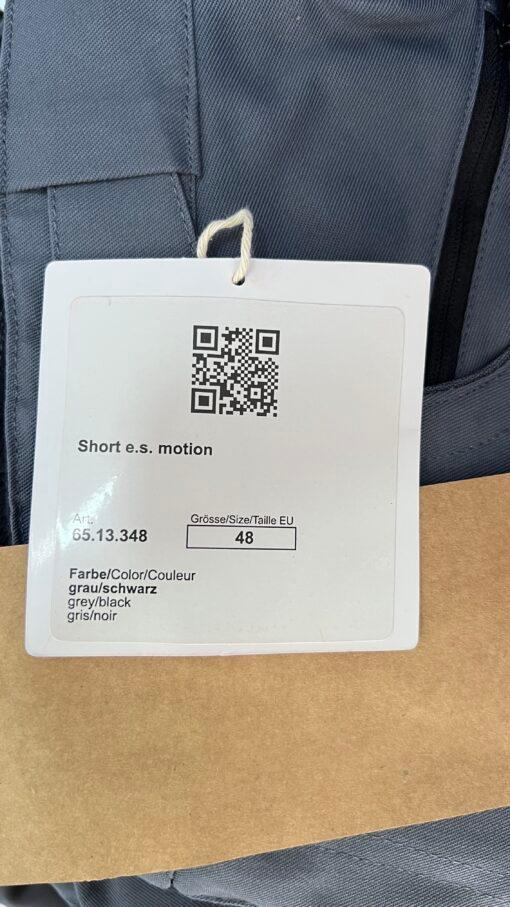 Short e.s. motion
Art.
65.13.348
Grösse/Size/Taille EU
48
Farbe/Color/Couleur
grau/schwarz
grey/black
gris/noir